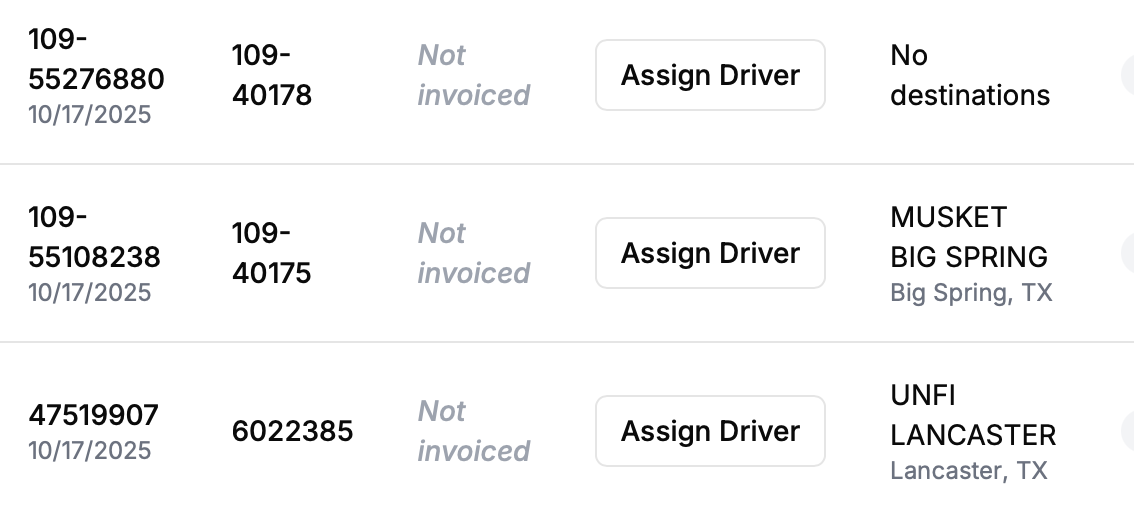 109-
55276880
10/17/2025
109-
40178
Not
invoiced
Assign Driver
No
destinations
109-
55108238
10/17/2025
109-
40175
Not
invoiced
Assign Driver
MUSKET
BIG SPRING
Big Spring, TX
47519907
10/17/2025
6022385
Not
invoiced
Assign Driver
UNFI
LANCASTER
Lancaster, TX